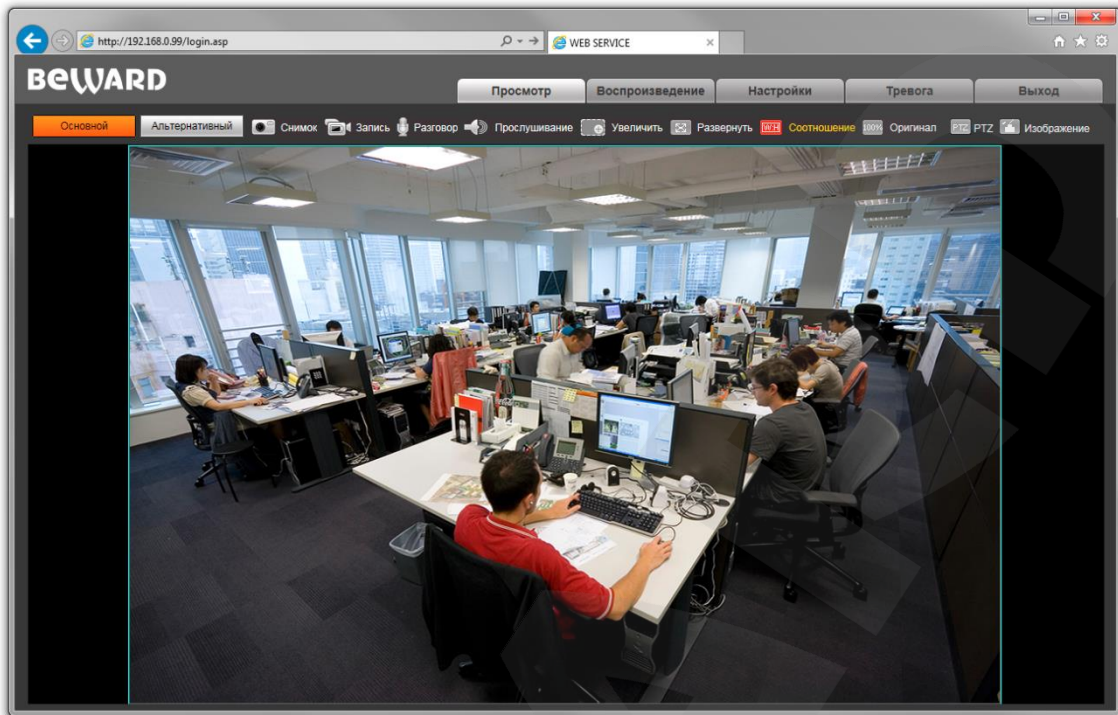 http://192.168.0.99/login.asp
WEB SERVICE
BEWARD
Просмотр
Воспроизведение
Настройки
Тревога
Выход
Основной
Альтернативный
Снимок
Запись
Разговор
Прослушивание
Увеличить
Развернуть
W:H
Соотношение
100%
Оригинал
PTZ
PTZ
Изображение